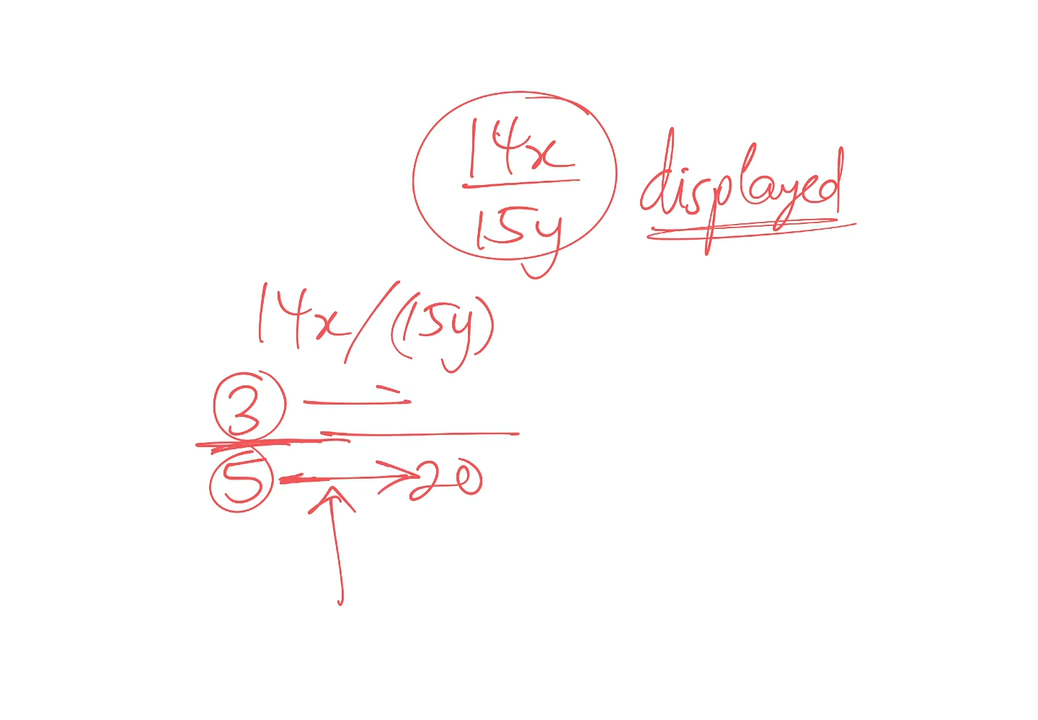 14x
15y
displayed
14x/(15y)
3 =
5 → 20